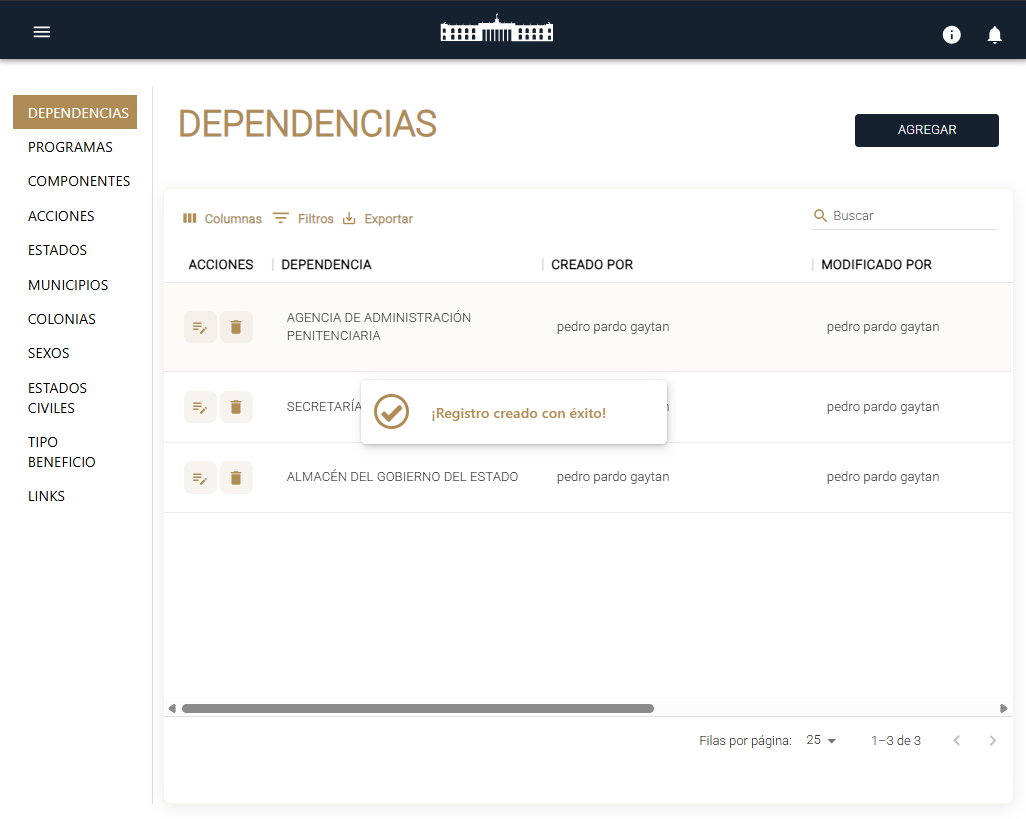 DEPENDENCIAS
PROGRAMAS
COMPONENTES
ACCIONES
ESTADOS
MUNICIPIOS
COLONIAS
SEXOS
ESTADOS
CIVILES
TIPO
BENEFICIO
LINKS
DEPENDENCIAS
AGREGAR
Columnas Filtros Exportar
Buscar
ACCIONES DEPENDENCIA CREADO POR MODIFICADO POR
AGENCIA DE ADMINISTRACIÓN
PENITENCIARIA
pedro pardo gaytan pedro pardo gaytan
SECRETARÍA pedro pardo gaytan
¡Registro creado con éxito!
ALMACÉN DEL GOBIERNO DEL ESTADO pedro pardo gaytan pedro pardo gaytan
Filas por página: 25 1–3 de 3